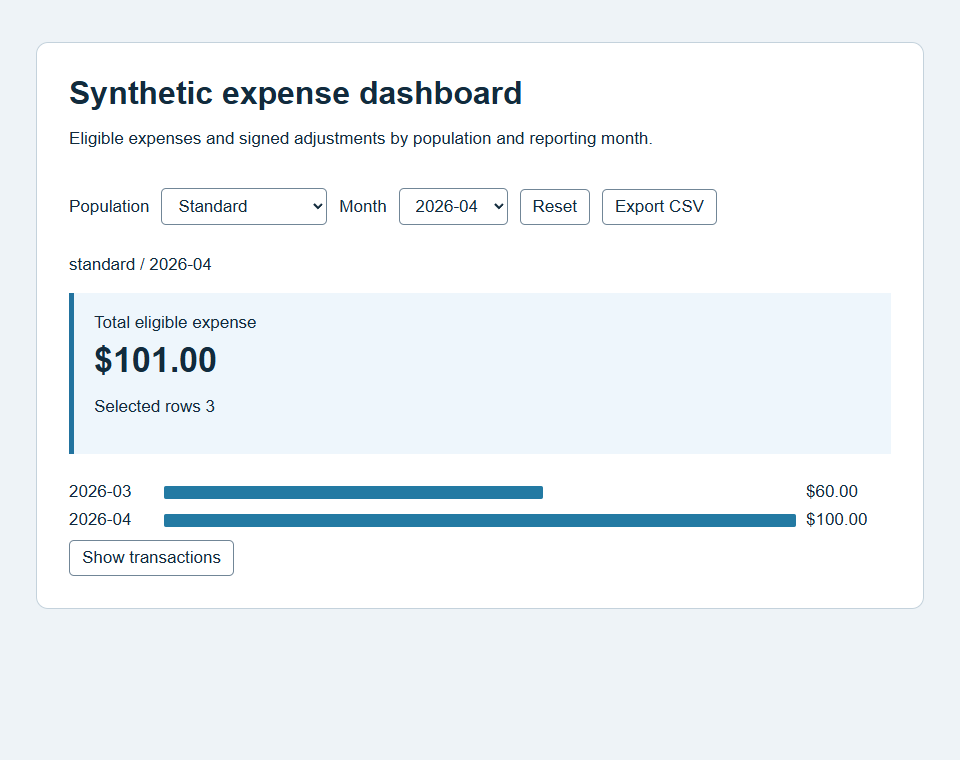 Synthetic expense dashboard
Eligible expenses and signed adjustments by population and reporting month.
Population Standard Month 2026-04 Reset Export CSV
standard / 2026-04
Total eligible expense
$101.00
Selected rows 3
2026-03 $60.00
2026-04 $100.00
Show transactions